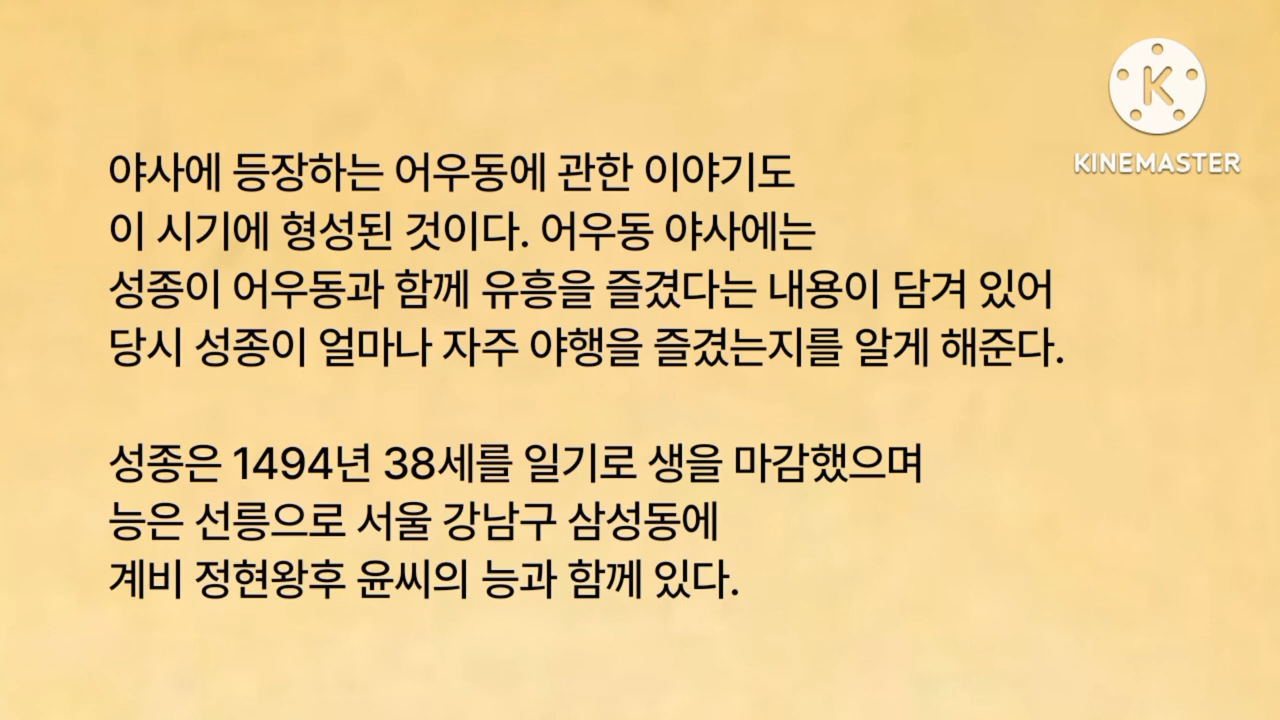 KINEMASTER
야사에 등장하는 어우동에 관한 이야기도
이 시기에 형성된 것이다. 어우동 야사에는
성종이 어우동과 함께 유흥을 즐겼다는 내용이 담겨 있어
당시 성종이 얼마나 자주 야행을 즐겼는지를 알게 해준다.
성종은 1494년 38세를 일기로 생을 마감했으며
능은 선릉으로 서울 강남구 삼성동에
계비 정현왕후 윤씨의 능과 함께 있다.